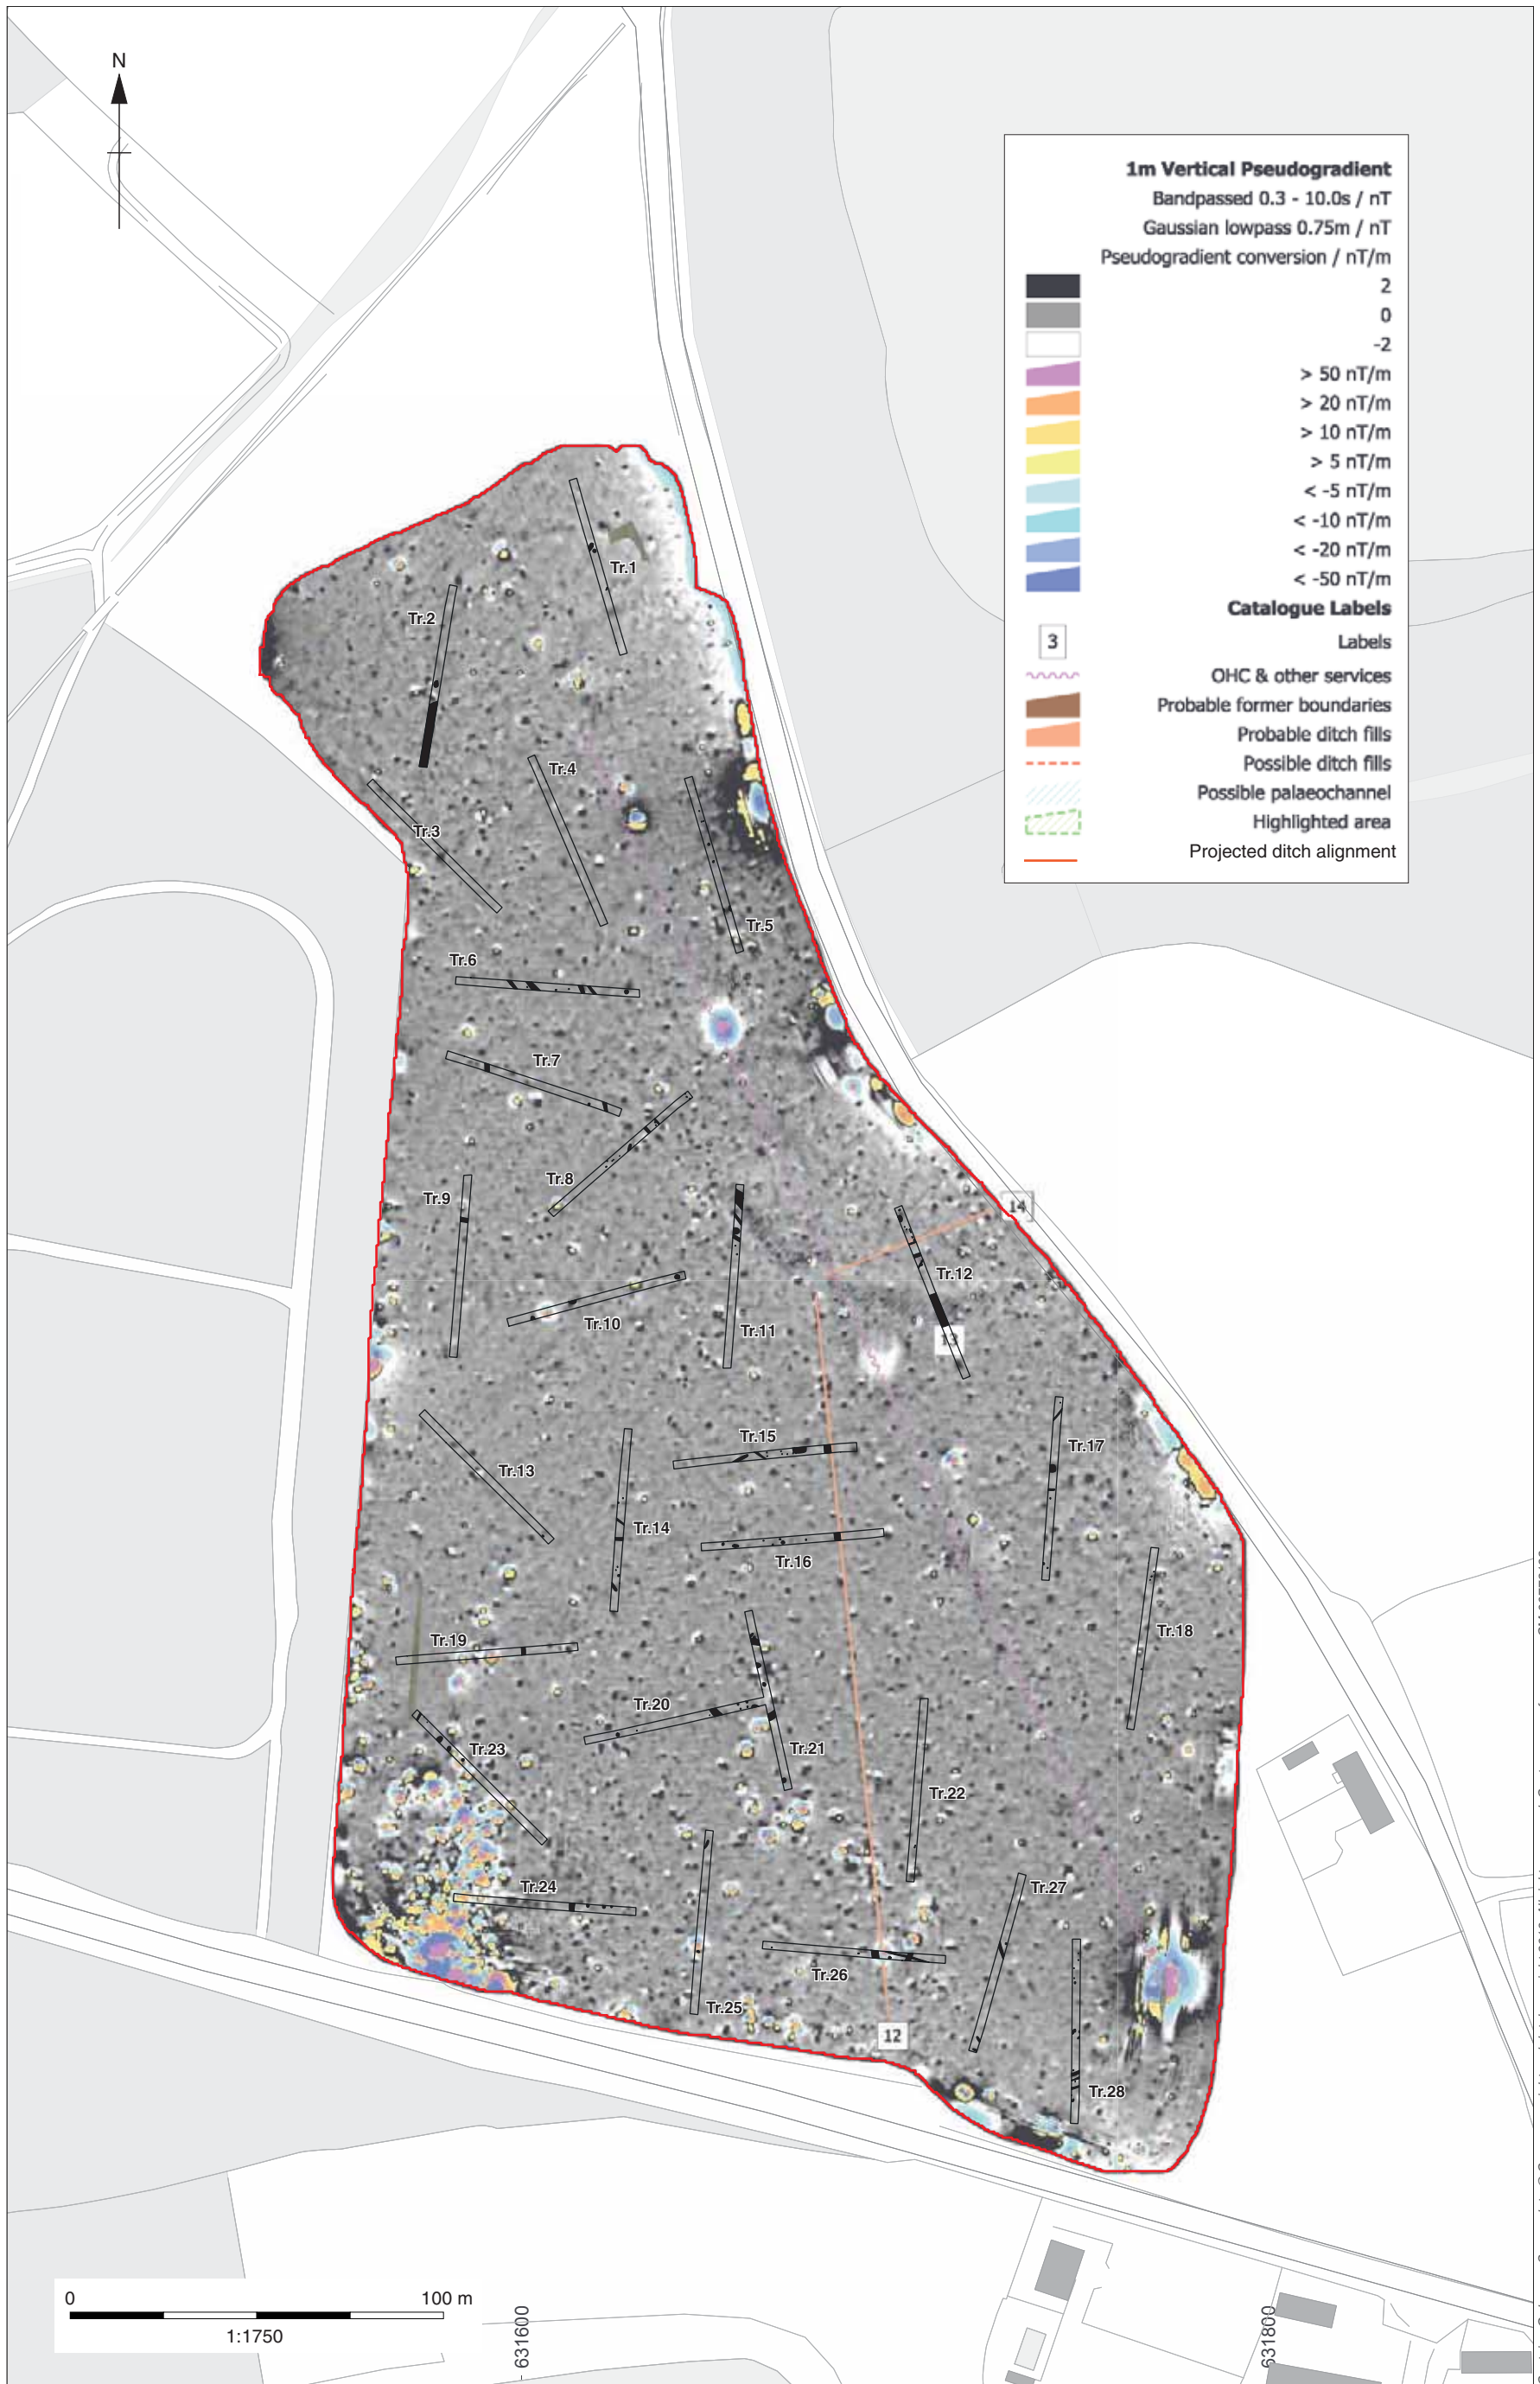 N
1m Vertical Pseudogradient
Bandpassed 0.3 - 10.0s / nT
Gaussian lowpass 0.75m / nT
Pseudogradient conversion / nT/m
2
0
-2
> 50 nT/m
> 20 nT/m
> 10 nT/m
> 5 nT/m
< -5 nT/m
< -10 nT/m
< -20 nT/m
< -50 nT/m
Catalogue Labels
3 Labels
OHC & other services
Probable former boundaries
Probable ditch fills
Possible ditch fills
Possible palaeochannel
Highlighted area
Projected ditch alignment
Tr.1
Tr.2
Tr.4
Tr.3
Tr.5
Tr.6
Tr.7
Tr.8
Tr.9
14
Tr.12
Tr.10
Tr.11
13
Tr.15
Tr.17
Tr.13
Tr.14
Tr.16
Tr.18
Tr.19
Tr.20
Tr.23
Tr.21
Tr.22
Tr.24
Tr.27
Tr.26
Tr.25
12
Tr.28
0 100 m
1:1750
631600
631800